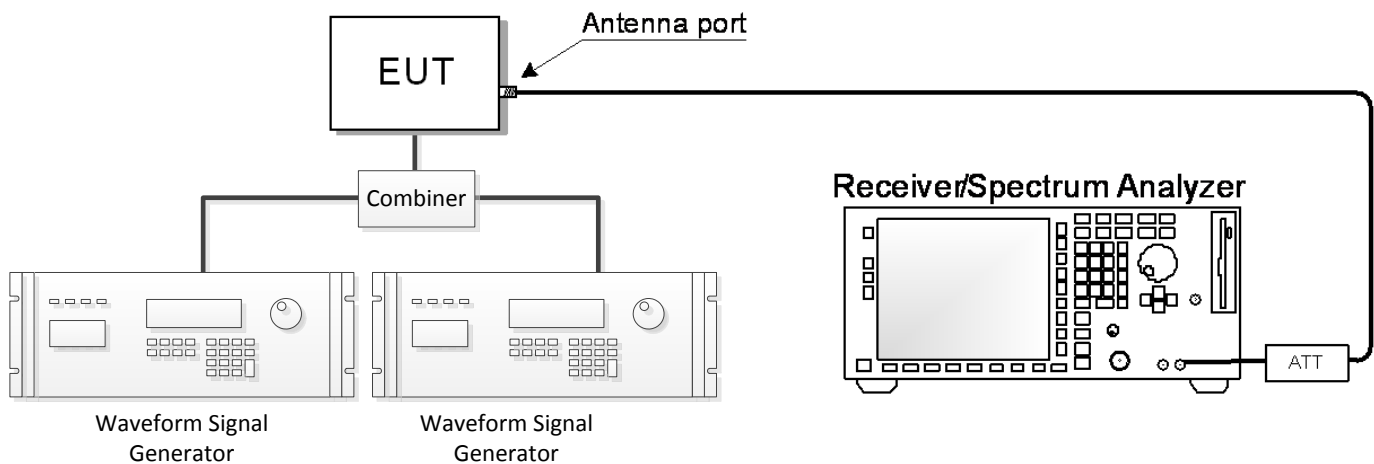 Antenna port
EUT
Combiner
Receiver/Spectrum Analyzer
ATT
Waveform Signal
Generator
Waveform Signal
Generator